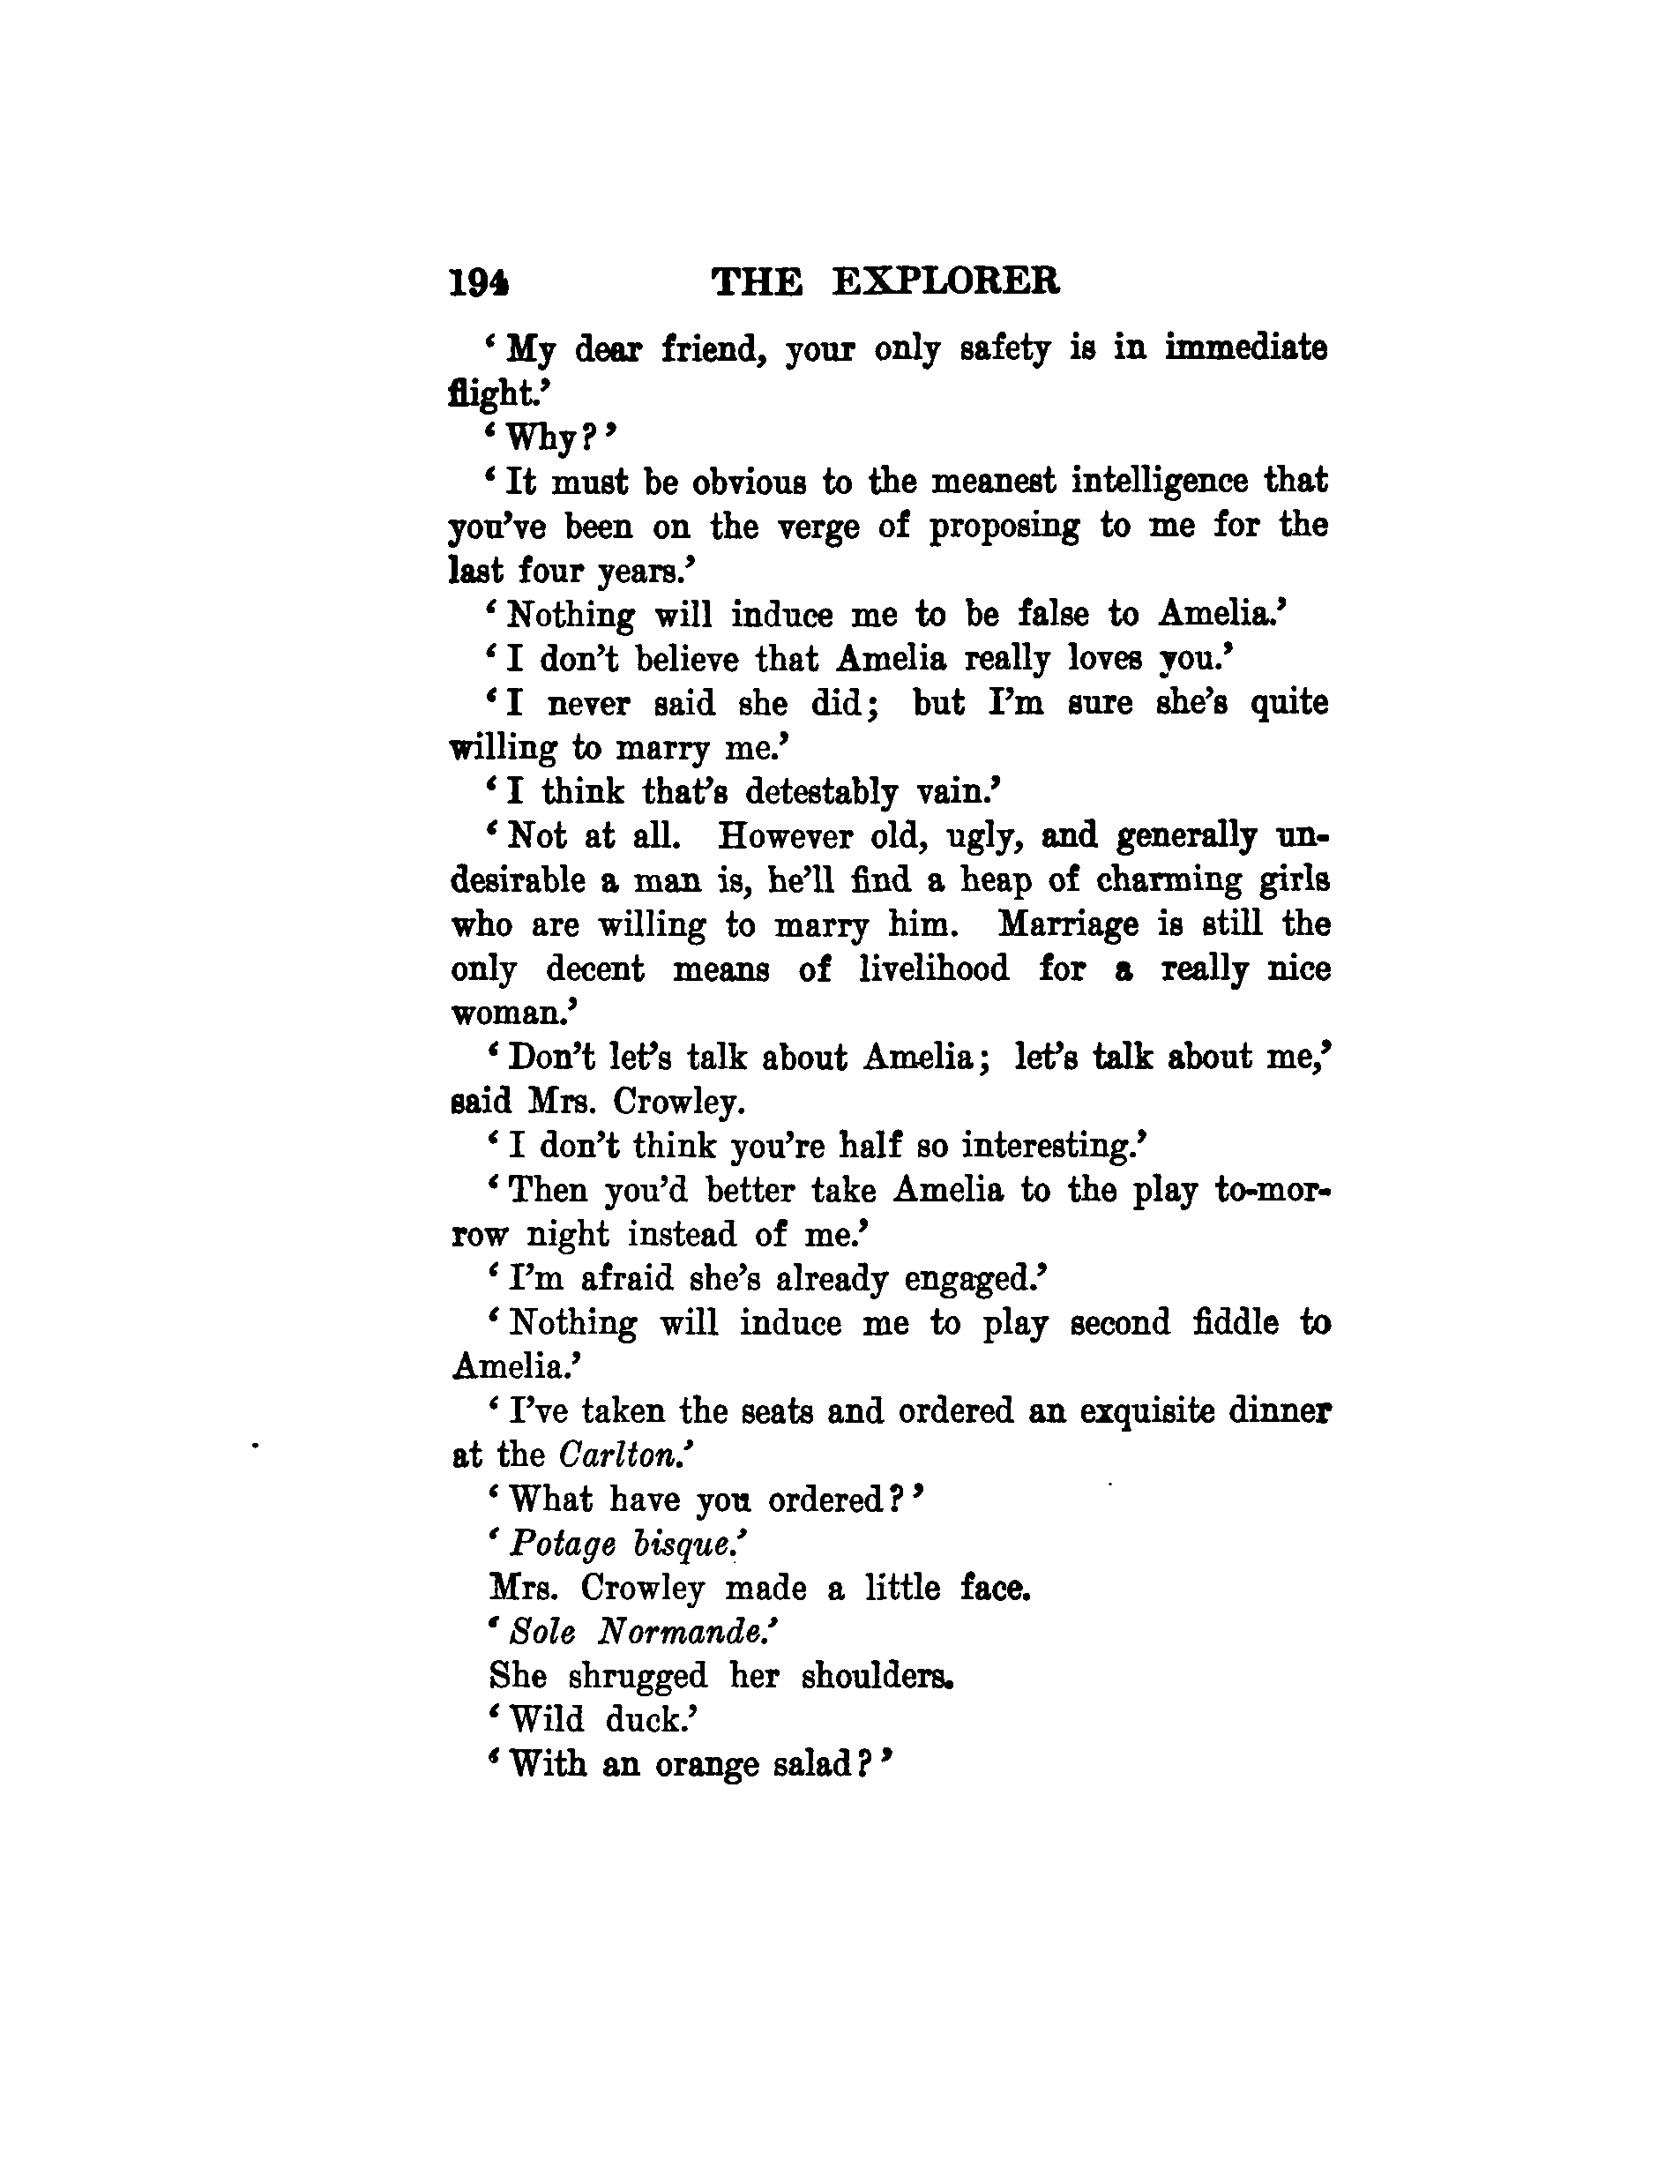 194 THE EXPLORER
‘My dear friend, your only safety is in immediate
flight.’
‘Why?’
‘It must be obvious to the meanest intelligence that
you’ve been on the verge of proposing to me for the
last four years.’
‘Nothing will induce me to be false to Amelia.’
‘I don’t believe that Amelia really loves you.’
‘I never said she did; but I’m sure she’s quite
willing to marry me.’
‘I think that’s detestably vain.’
‘Not at all. However old, ugly, and generally un-
desirable a man is, he’ll find a heap of charming girls
who are willing to marry him. Marriage is still the
only decent means of livelihood for a really nice
woman.’
‘Don’t let’s talk about Amelia; let’s talk about me,’
said Mrs. Crowley.
‘I don’t think you’re half so interesting.’
‘Then you’d better take Amelia to the play to-mor-
row night instead of me.’
‘I’m afraid she’s already engaged.’
‘Nothing will induce me to play second fiddle to
Amelia.’
‘I’ve taken the seats and ordered an exquisite dinner
at the Carlton.’
‘What have you ordered?’
‘Potage bisque.’
Mrs. Crowley made a little face.
‘Sole Normande.’
She shrugged her shoulders.
‘Wild duck.’
‘With an orange salad?’